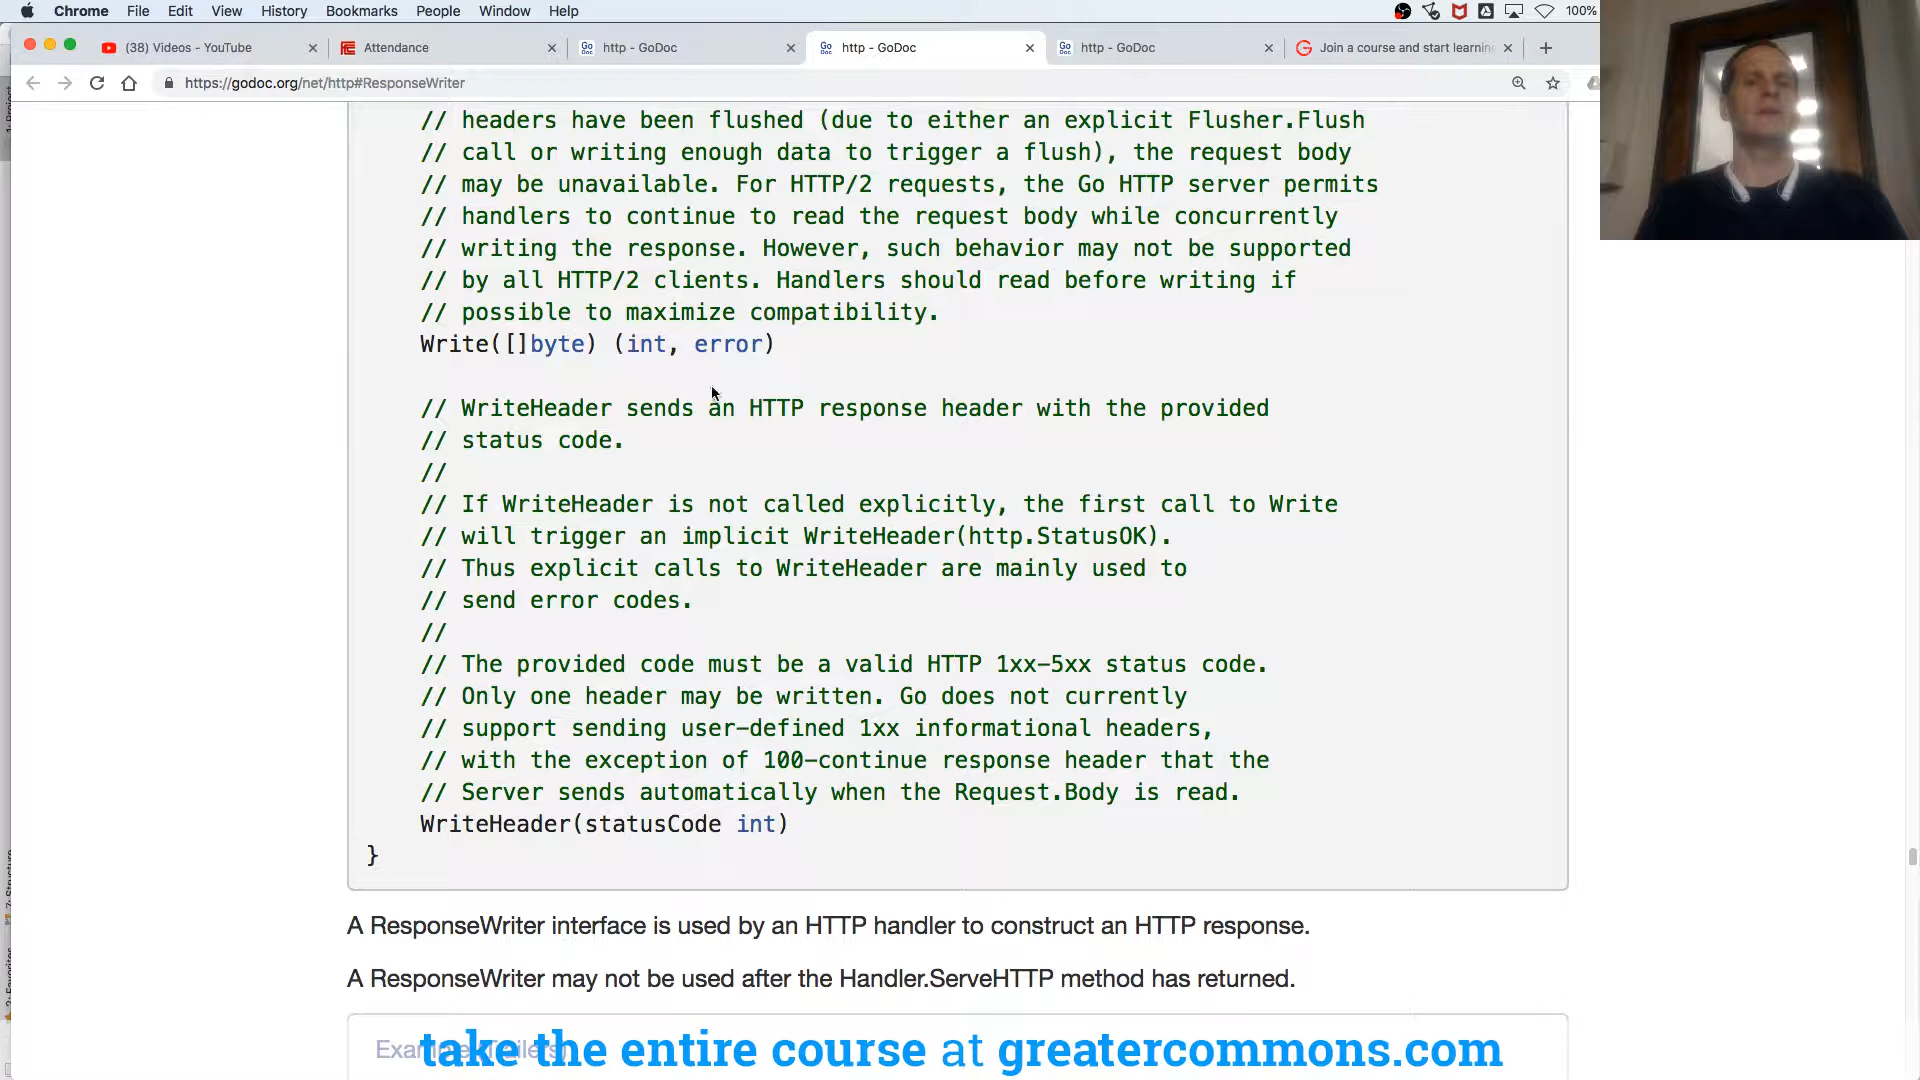 Chrome File Edit View History Bookmarks People Window Help 100%
(38) Videos - YouTube Attendance http - GoDoc http - GoDoc http - GoDoc Join a course and start learnin
https://godoc.org/net/http#ResponseWriter
// headers have been flushed (due to either an explicit Flusher.Flush
// call or writing enough data to trigger a flush), the request body
// may be unavailable. For HTTP/2 requests, the Go HTTP server permits
// handlers to continue to read the request body while concurrently
// writing the response. However, such behavior may not be supported
// by all HTTP/2 clients. Handlers should read before writing if
// possible to maximize compatibility.
Write([]byte) (int, error)
// WriteHeader sends an HTTP response header with the provided
// status code.
//
// If WriteHeader is not called explicitly, the first call to Write
// will trigger an implicit WriteHeader(http.StatusOK).
// Thus explicit calls to WriteHeader are mainly used to
// send error codes.
//
// The provided code must be a valid HTTP 1xx-5xx status code.
// Only one header may be written. Go does not currently
// support sending user-defined 1xx informational headers,
// with the exception of 100-continue response header that the
// Server sends automatically when the Request.Body is read.
WriteHeader(statusCode int)
}
A ResponseWriter interface is used by an HTTP handler to construct an HTTP response.
A ResponseWriter may not be used after the Handler.ServeHTTP method has returned.
take the entire course at greatercommons.com